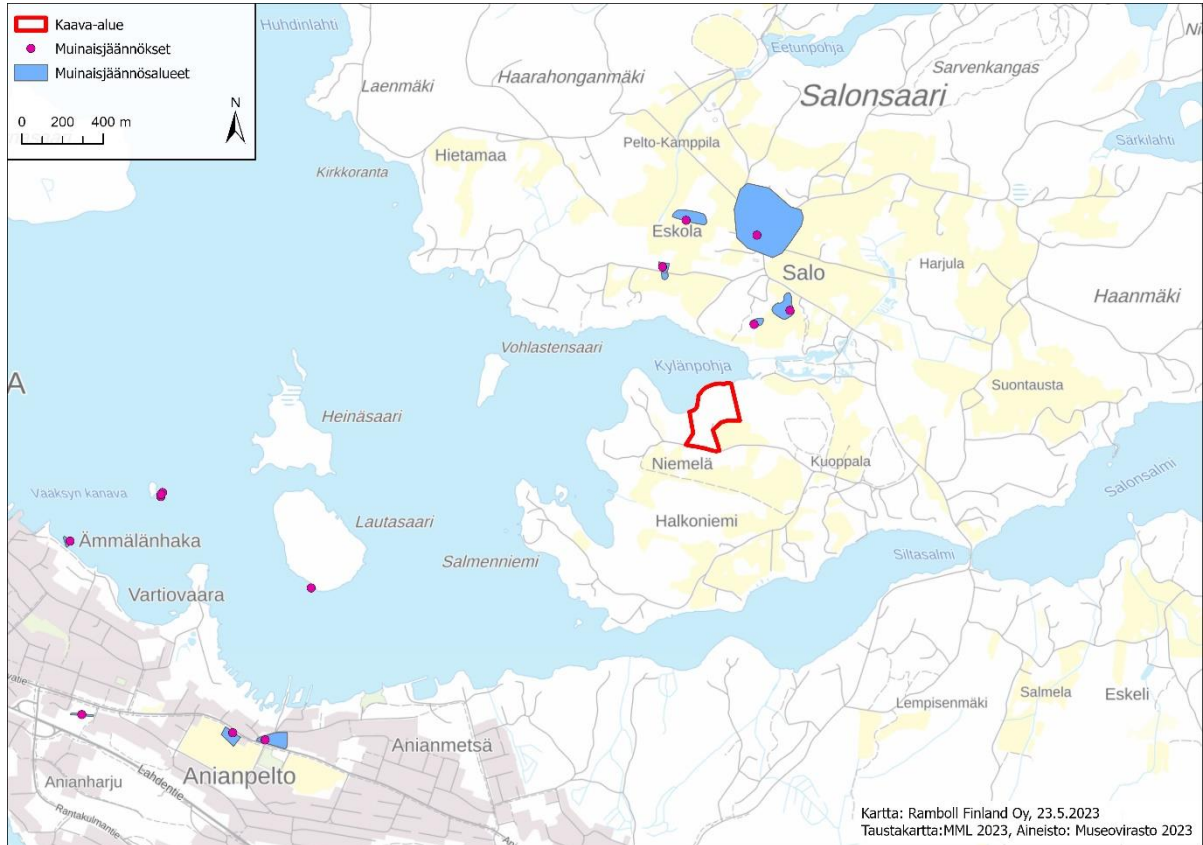 Kaava-alue
Muinaisjäännökset
Muinaisjäännösalueet
N
0 200 400 m
Huhdinlahti
Laenmäki
Haarahonganmäki
Eetunpohja
Sarvenkangas
Salonsaari
Särkilahti
Pelto-Kamppila
Hietamaa
Kirkkoranta
Eskola
Salo
Harjula
Haanmäki
Vohlastensaari
Kylänpohja
Suontausta
A
Heinäsaari
Niemelä
Kuoppala
Salonsalmi
Vääksyn kanava
Lautasaari
Halkoniemi
Ämmälänhaka
Salmenniemi
Siltasalmi
Vartiovaara
Lempisenmäki
Salmela
Eskeli
Anianmetsä
Anianpelto
Anianharju
Lahdentie
Rantakulmantie
Kartta: Ramboll Finland Oy, 23.5.2023
Taustakartta:MML 2023, Aineisto: Museovirasto 2023